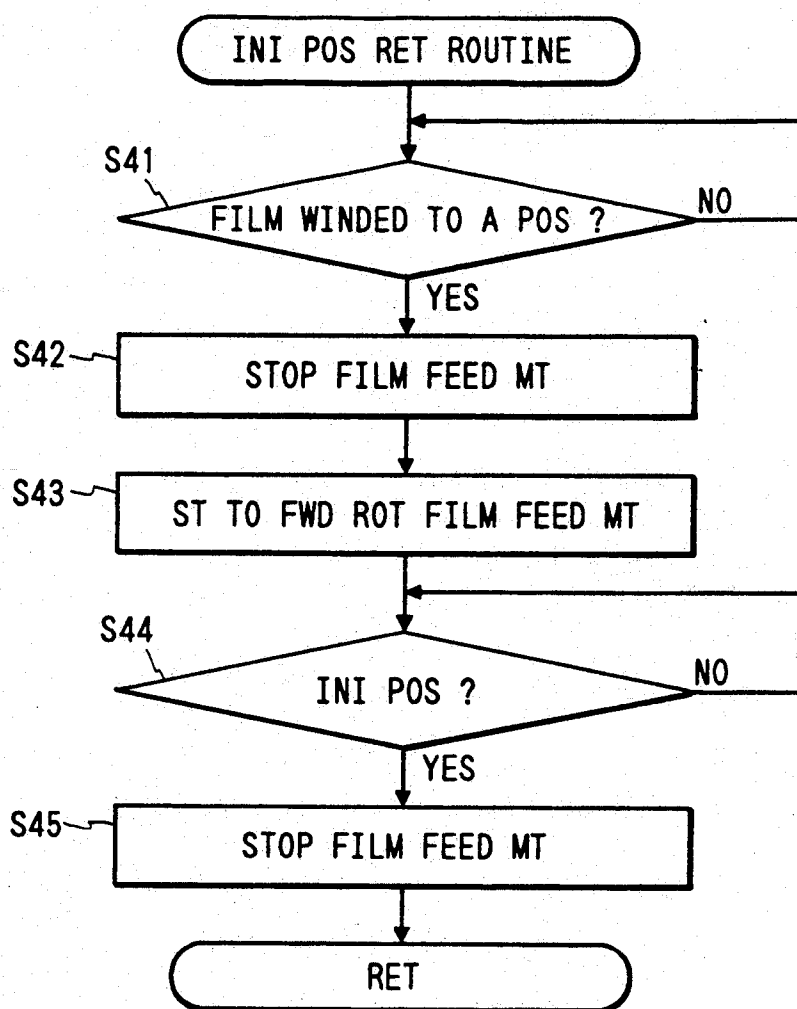 INI POS RET ROUTINE
S41
FILM WINDED TO A POS ?
NO
YES
S42
STOP FILM FEED MT
S43
ST TO FWD ROT FILM FEED MT
S44
INI POS ?
NO
YES
S45
STOP FILM FEED MT
RET